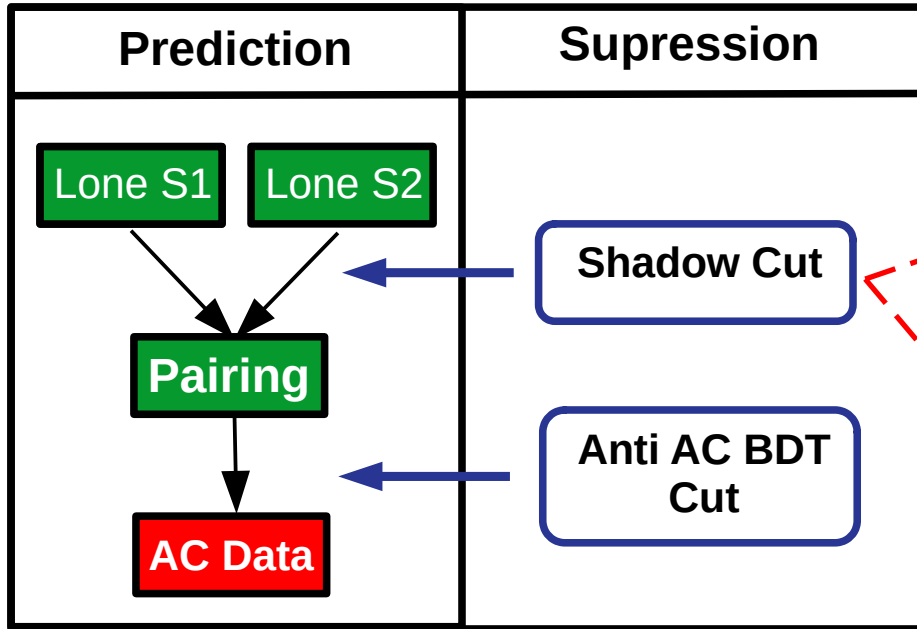 Prediction
Supression
Lone S1
Lone S2
Shadow Cut
Pairing
Anti AC BDT
Cut
AC Data